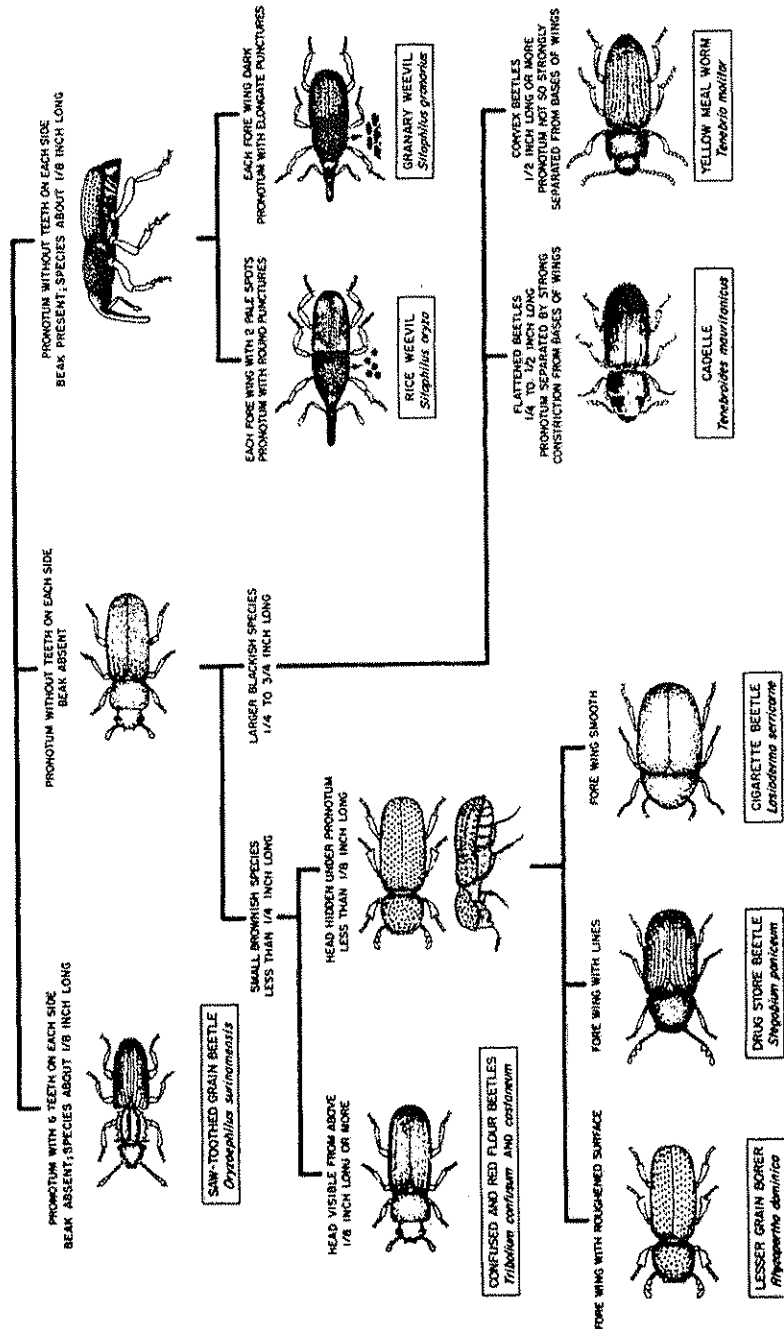 PRONOTUM WITH 6 TEETH ON EACH SIDE
BEAK ABSENT; SPECIES ABOUT 1/8 INCH LONG
SAW-TOOTHED GRAIN BEETLE
Oryzaephilus surinamensis
PRONOTUM WITHOUT TEETH ON EACH SIDE
BEAK ABSENT
PRONOTUM WITHOUT TEETH ON EACH SIDE
BEAK PRESENT; SPECIES ABOUT 1/8 INCH LONG
SMALL BROWNISH SPECIES
LESS THAN 1/4 INCH LONG
LARGER BLACKISH SPECIES
1/4 TO 3/4 INCH LONG
EACH FORE WING WITH 2 PALE SPOTS
PRONOTUM WITH ROUND PUNCTURES
RICE WEEVIL
Sitophilus oryza
EACH FORE WING DARK
PRONOTUM WITH ELONGATE PUNCTURES
GRANARY WEEVIL
Sitophilus granarius
HEAD VISIBLE FROM ABOVE
1/8 INCH LONG OR MORE
CONFUSED AND RED FLOUR BEETLES
Tribolium confusum AND castaneum
HEAD HIDDEN UNDER PRONOTUM
LESS THAN 1/8 INCH LONG
FLATTENED BEETLES
1/4 TO 1/2 INCH LONG
PRONOTUM SEPARATED BY STRONG
CONSTRICTION FROM BASES OF WINGS
CADELLE
Tenebroides mauritanicus
CONVEX BEETLES
1/2 INCH LONG OR MORE
PRONOTUM NOT SO STRONGLY
SEPARATED FROM BASES OF WINGS
YELLOW MEAL WORM
Tenebrio molitor
FORE WING WITH ROUGHENED SURFACE
LESSER GRAIN BORER
Rhyzopertha dominica
FORE WING WITH LINES
DRUG STORE BEETLE
Stegobium paniceum
FORE WING SMOOTH
CIGARETTE BEETLE
Lasioderma serricorne